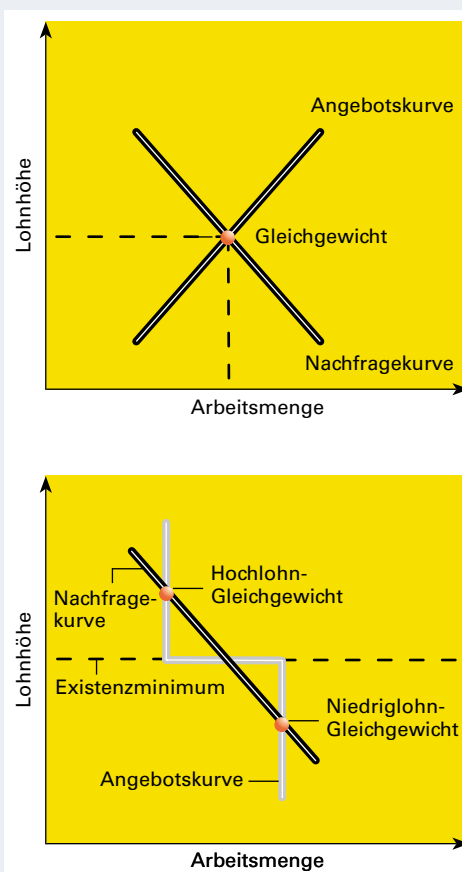 Angebotskurve
Lohnhöhe
Gleichgewicht
Nachfragekurve
Arbeitsmenge
Hochlohn-
Gleichgewicht
Nachfrage-
kurve
Lohnhöhe
Existenzminimum
Niedriglohn-
Gleichgewicht
Angebotskurve
Arbeitsmenge